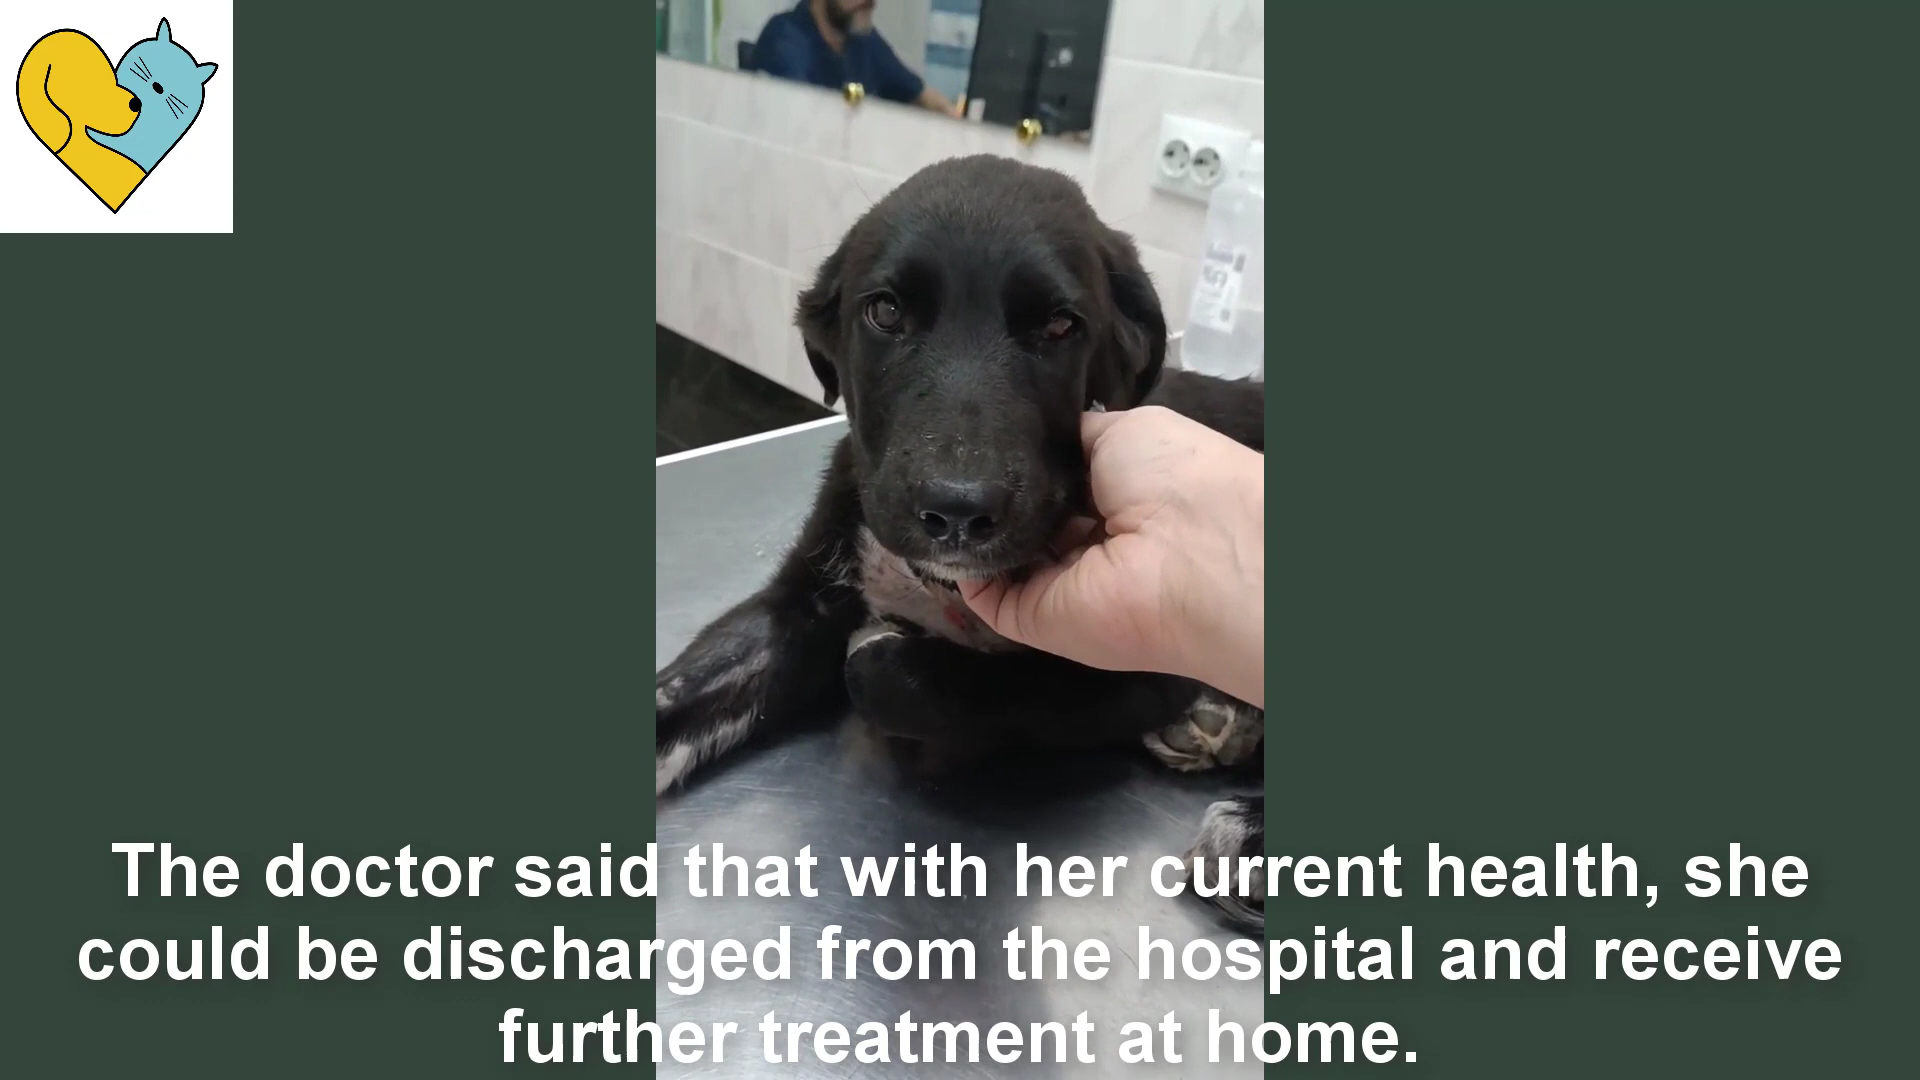 The doctor said that with her current health, she
could be discharged from the hospital and receive
further treatment at home.